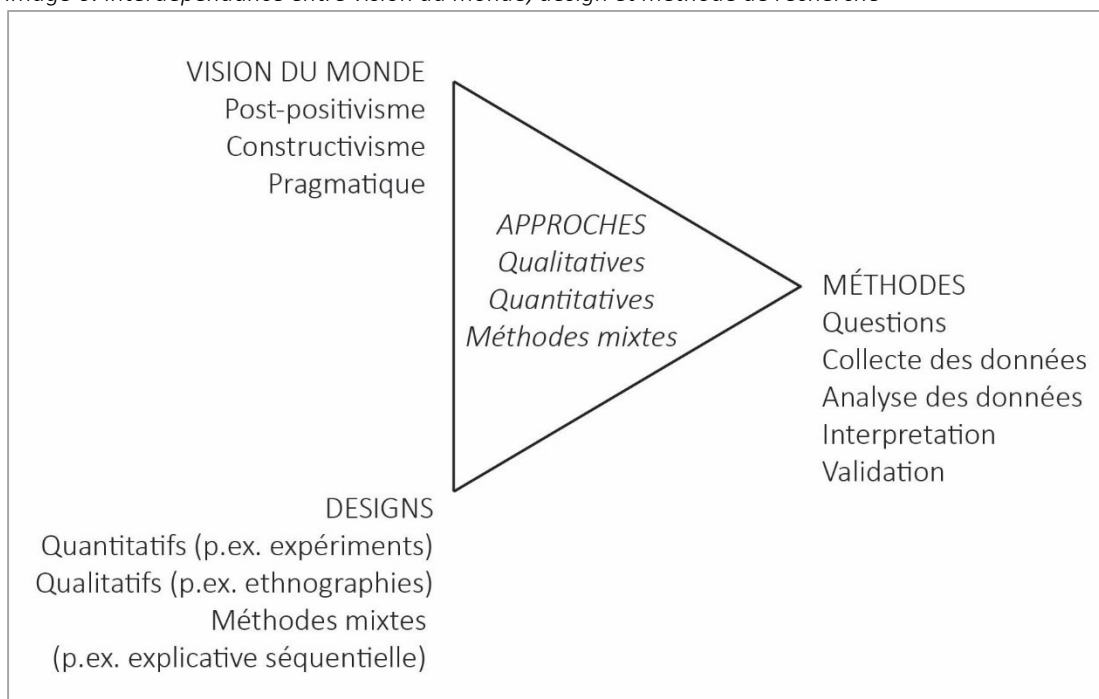 VISION DU MONDE
Post-positivisme
Constructivisme
Pragmatique
APPROCHES
Qualitatives
Quantitatives
Méthodes mixtes
MÉTHODES
Questions
Collecte des données
Analyse des données
Interpretation
Validation
DESIGNS
Quantitatifs (p.ex. expériments)
Qualitatifs (p.ex. ethnographies)
Méthodes mixtes
(p.ex. explicative séquentielle)